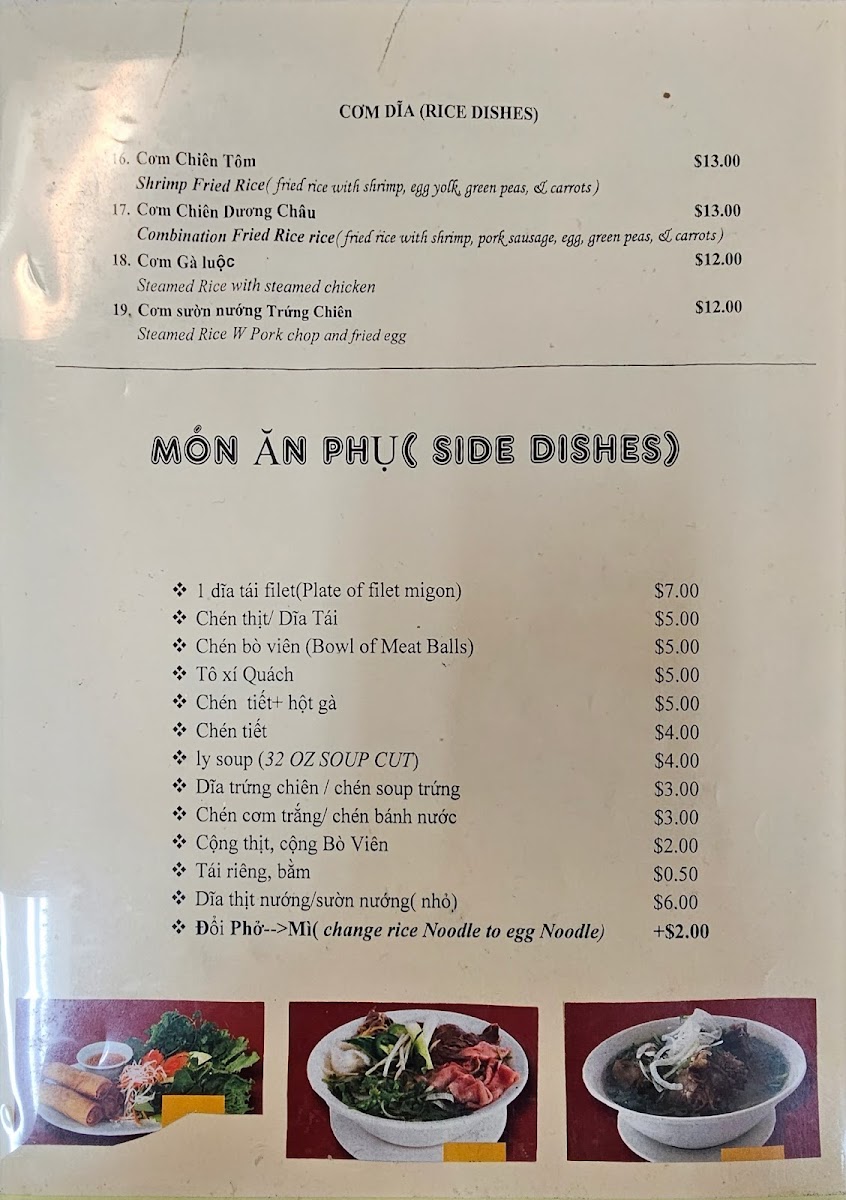 CƠM DĨA (RICE DISHES)
16. Cơm Chiên Tôm $13.00
Shrimp Fried Rice( fried rice with shrimp, egg yolk, green peas, & carrots )
17. Cơm Chiên Dương Châu $13.00
Combination Fried Rice rice( fried rice with shrimp, pork sausage, egg, green peas, & carrots )
18. Cơm Gà luộc $12.00
Steamed Rice with steamed chicken
19. Cơm sườn nướng Trứng Chiên $12.00
Steamed Rice W Pork chop and fried egg
MÓN ĂN PHỤ( SIDE DISHES)
❖ 1 dĩa tái filet(Plate of filet migon) $7.00
❖ Chén thịt/ Dĩa Tái $5.00
❖ Chén bò viên (Bowl of Meat Balls) $5.00
❖ Tô xí Quách $5.00
❖ Chén tiết+ hột gà $5.00
❖ Chén tiết $4.00
❖ ly soup (32 OZ SOUP CUT) $4.00
❖ Dĩa trứng chiên / chén soup trứng $3.00
❖ Chén cơm trắng/ chén bánh nước $3.00
❖ Cộng thịt, cộng Bò Viên $2.00
❖ Tái riêng, bằm $0.50
❖ Dĩa thịt nướng/sườn nướng( nhỏ) $6.00
❖ Đổi Phở-->Mì( change rice Noodle to egg Noodle) +$2.00